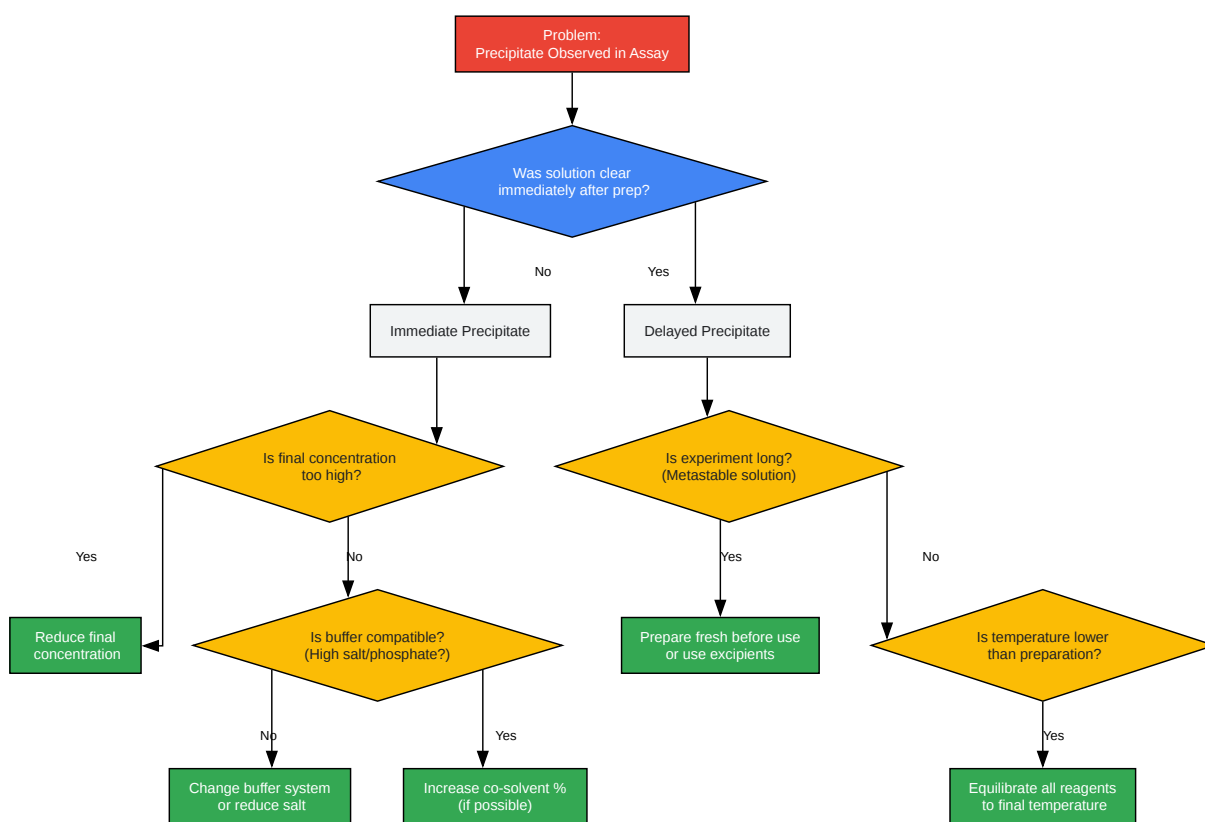 Problem:
Precipitate Observed in Assay
Was solution clear
immediately after prep?
No
Yes
Immediate Precipitate
Delayed Precipitate
Is final concentration
too high?
Is experiment long?
(Metastable solution)
Yes
No
Yes
No
Reduce final
concentration
Is buffer compatible?
(High salt/phosphate?)
Prepare fresh before use
or use excipients
Is temperature lower
than preparation?
No
Yes
Yes
Change buffer system
or reduce salt
Increase co-solvent %
(if possible)
Equilibrate all reagents
to final temperature